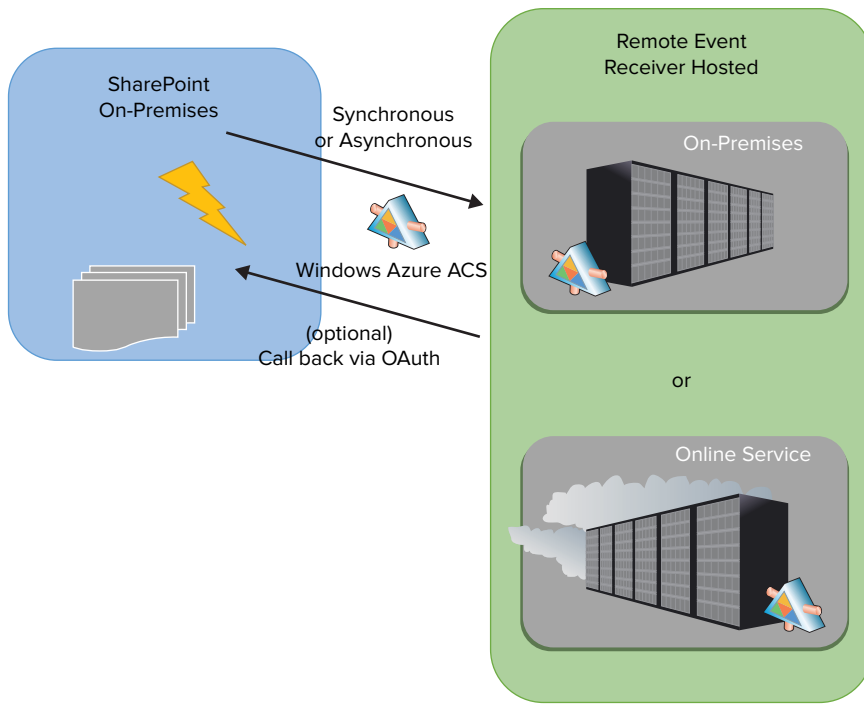 SharePoint
On-Premises
Synchronous
or Asynchronous
Windows Azure ACS
(optional)
Call back via OAuth
Remote Event
Receiver Hosted
On-Premises
or
Online Service